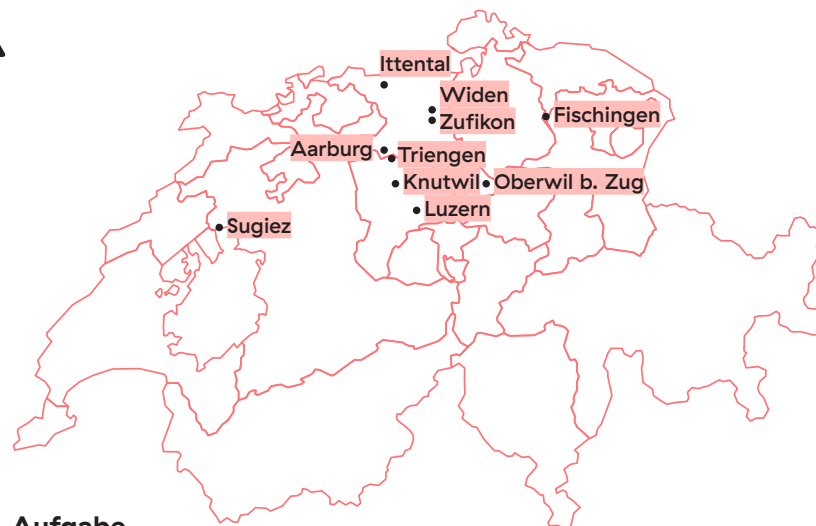 Ittental
Widen
Zufikon
Fischingen
Aarburg
Triengen
Knutwil
Oberwil b. Zug
Luzern
Sugiez
Aufgabe